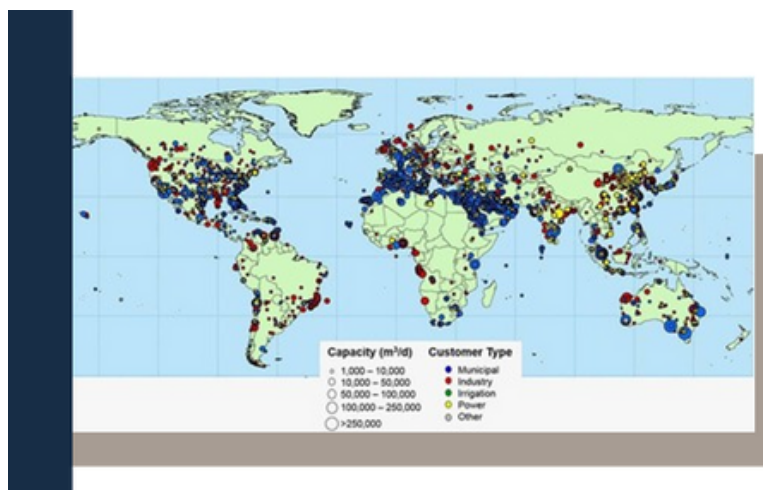 Capacity (m³/d)
1,000 – 10,000
10,000 – 50,000
50,000 – 100,000
100,000 – 250,000
>250,000
Customer Type
Municipal
Industry
Irrigation
Power
Other